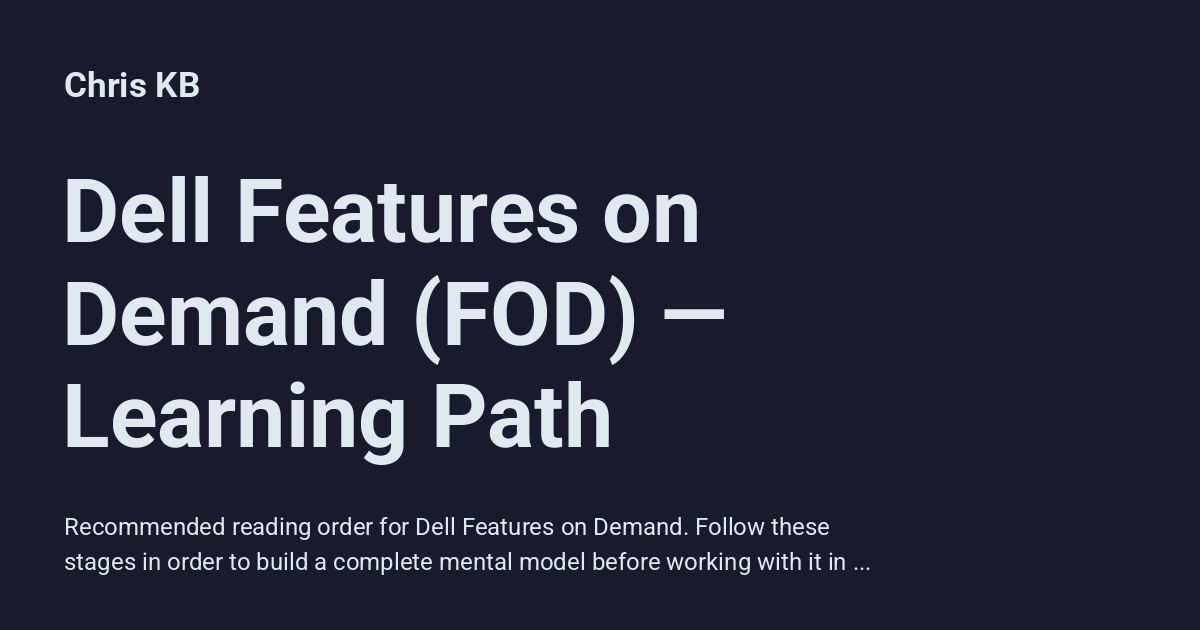 Chris KB
Dell Features on
Demand (FOD) —
Learning Path
Recommended reading order for Dell Features on Demand. Follow these
stages in order to build a complete mental model before working with it in ...